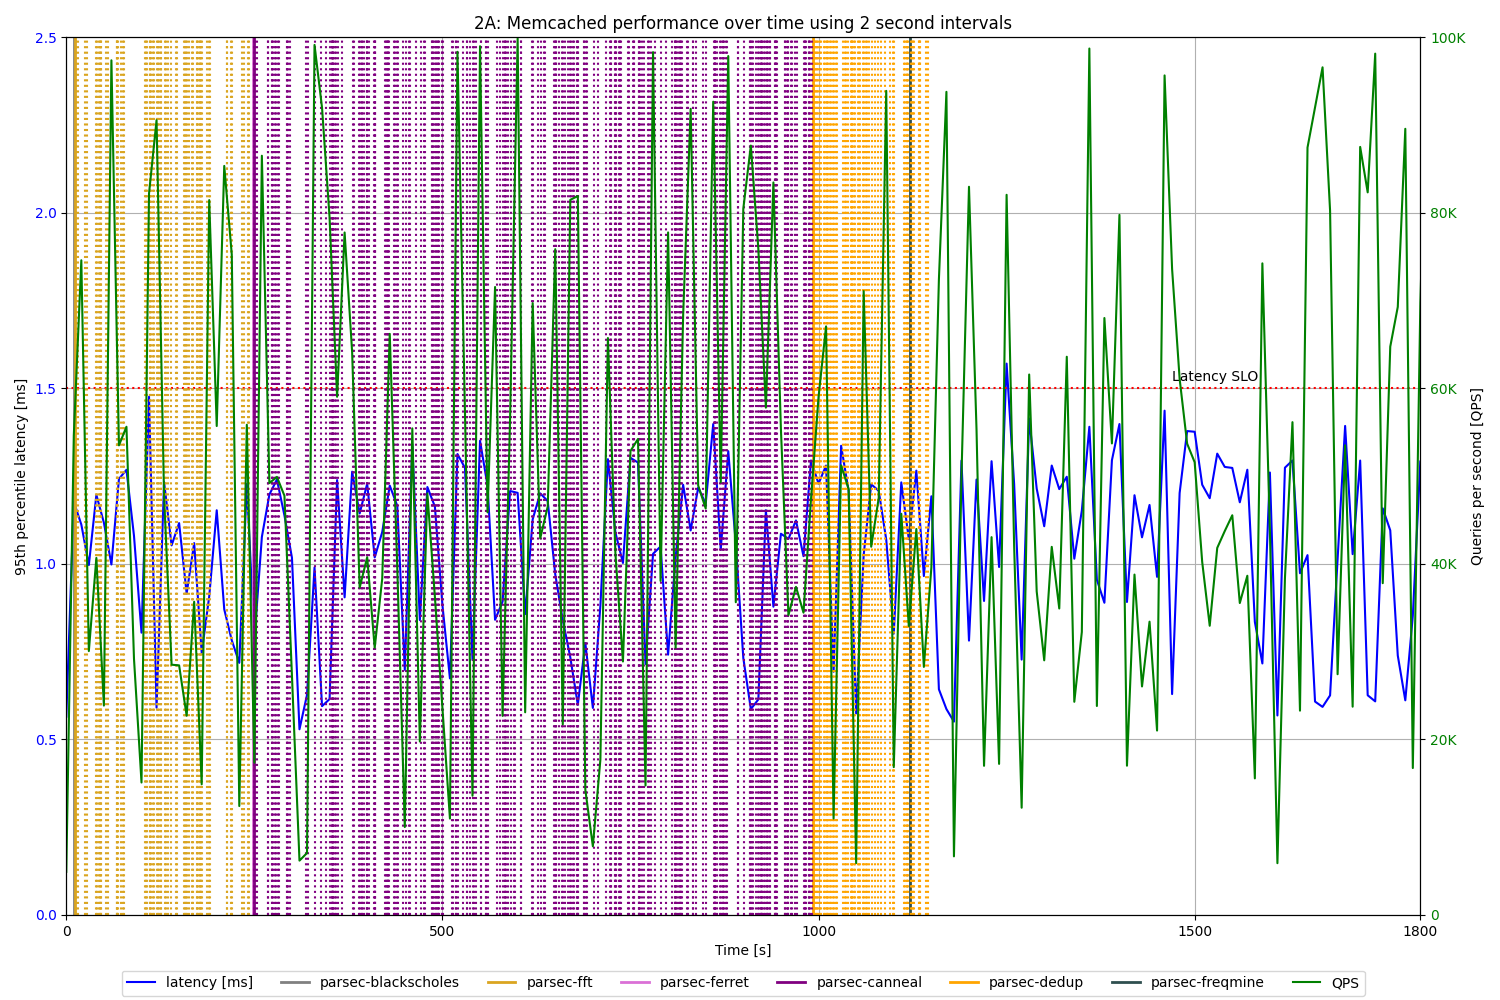 2A: Memcached performance over time using 2 second intervals
95th percentile latency [ms]
2.5
2.0
1.5
1.0
0.5
0.0
Latency SLO
100K
80K
60K
40K
20K
0
Queries per second [QPS]
0 500 1000 1500 1800
Time [s]
latency [ms] parsec-blackscholes parsec-fft parsec-ferret parsec-canneal parsec-dedup parsec-freqmine QPS